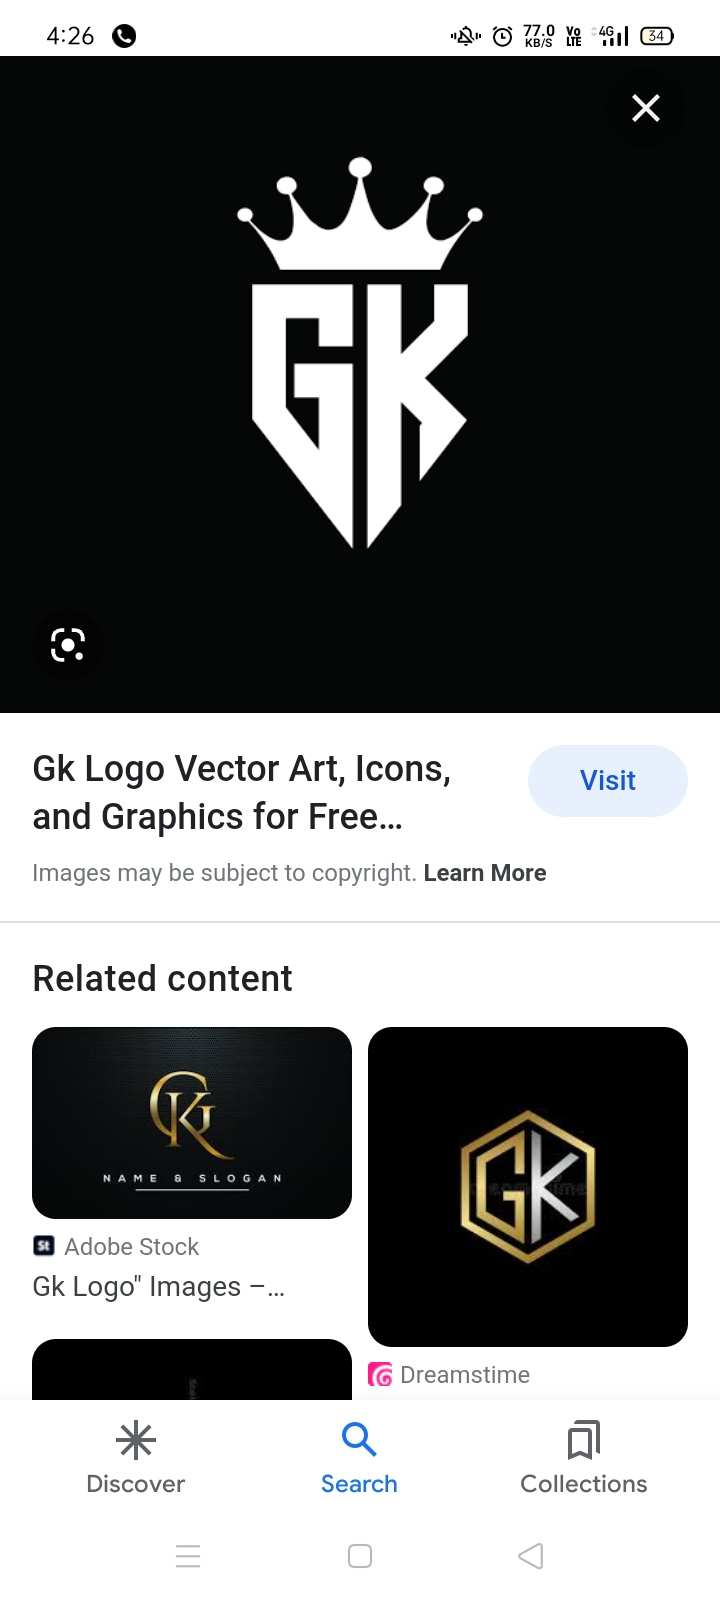 4:26
77.0 KB/S Vo LTE 4G 34
GK
Gk Logo Vector Art, Icons,
and Graphics for Free...
Visit
Images may be subject to copyright. Learn More
Related content
GK
NAME & SLOGAN
GK
St Adobe Stock
Gk Logo" Images –...
Dreamstime
Discover
Search
Collections